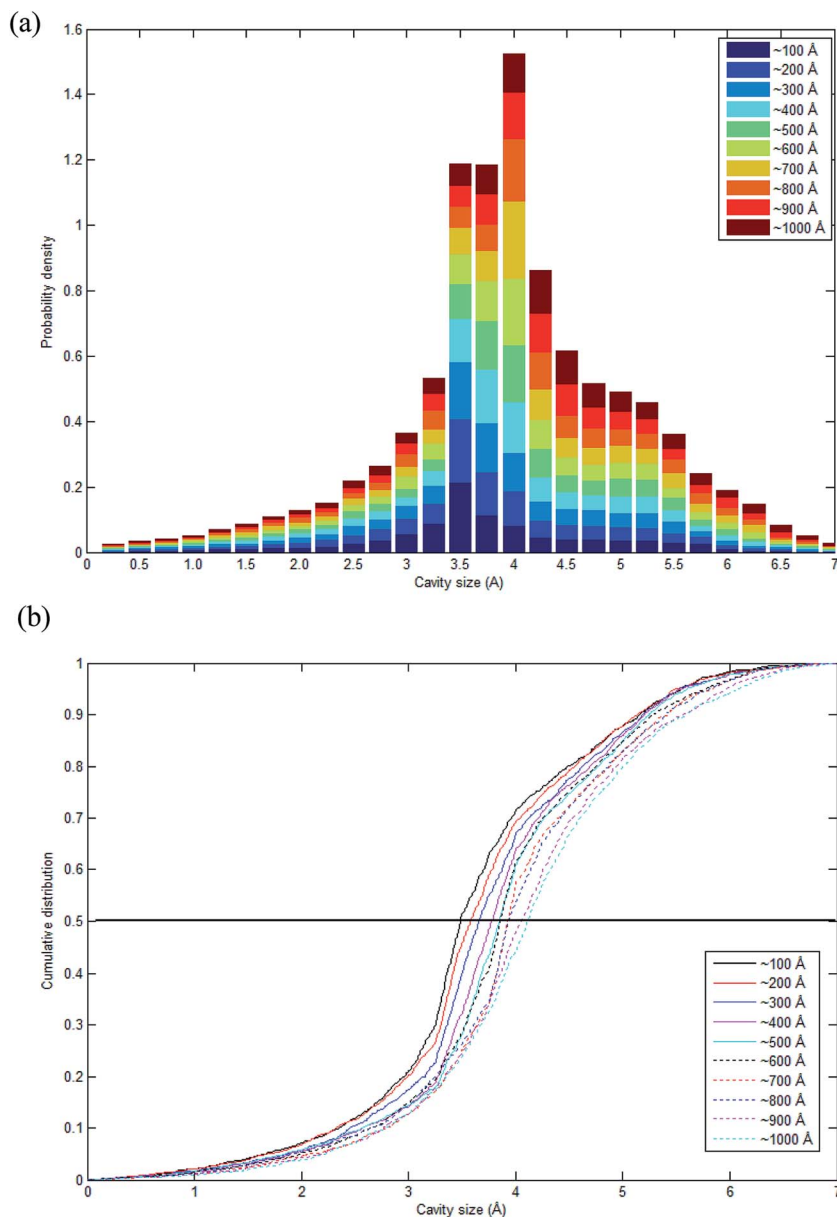 (a)
1.6
1.4
1.2
1
0.8
0.6
0.4
0.2
0
Probability density
0 0.5 1.0 1.5 2.0 2.5 3.0 3.5 4 4.5 5.0 5.5 6.0 6.5 7
Cavity size (A)
~100 Å
~200 Å
~300 Å
~400 Å
~500 Å
~600 Å
~700 Å
~800 Å
~900 Å
~1000 Å
(b)
1
0.9
0.8
0.7
0.6
0.5
0.4
0.3
0.2
0.1
0
Cumulative distribution
0 1 2 3 4 5 6 7
Cavity size (Å)
~100 Å
~200 Å
~300 Å
~400 Å
~500 Å
~600 Å
~700 Å
~800 Å
~900 Å
~1000 Å